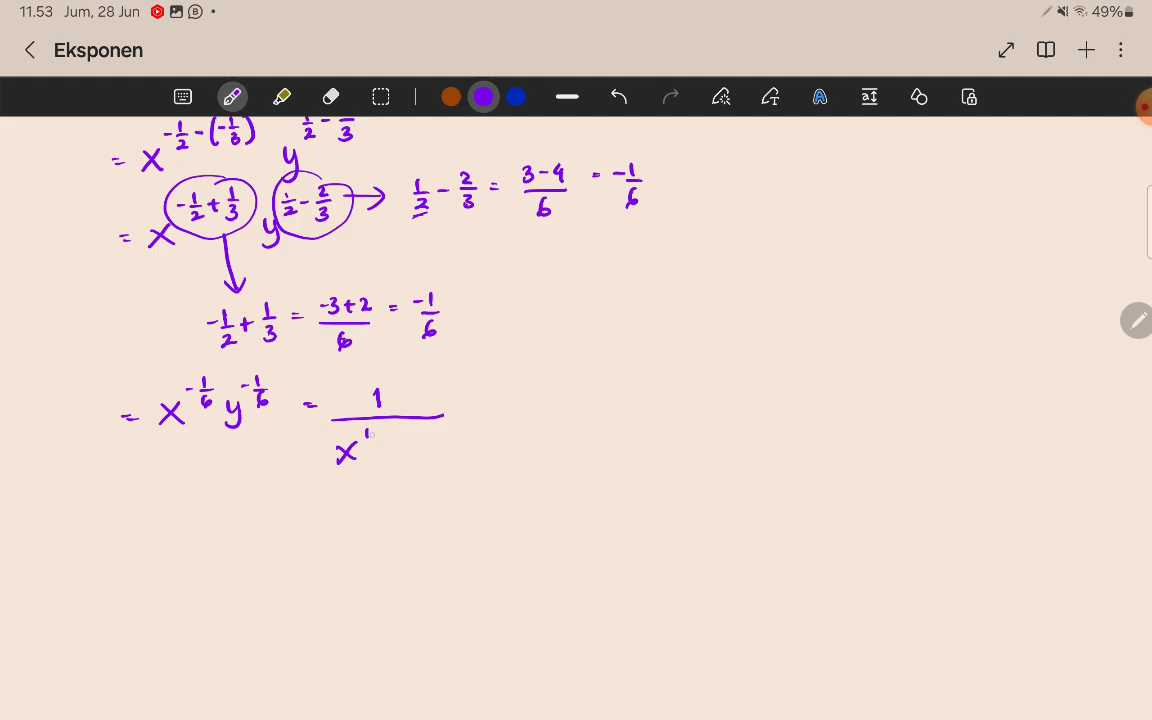 11.53 Jum, 28 Jun 49%
Eksponen
= x^(-1/2 - (-1/3)) y^(1/2 - /3)
= x^(-1/2 + 1/3) y^(1/2 - 2/3) → 1/2 - 2/3 = (3-4)/6 = -1/6
-1/2 + 1/3 = (-3+2)/6 = -1/6
= x^(-1/6) y^(-1/6) = 1/x^1